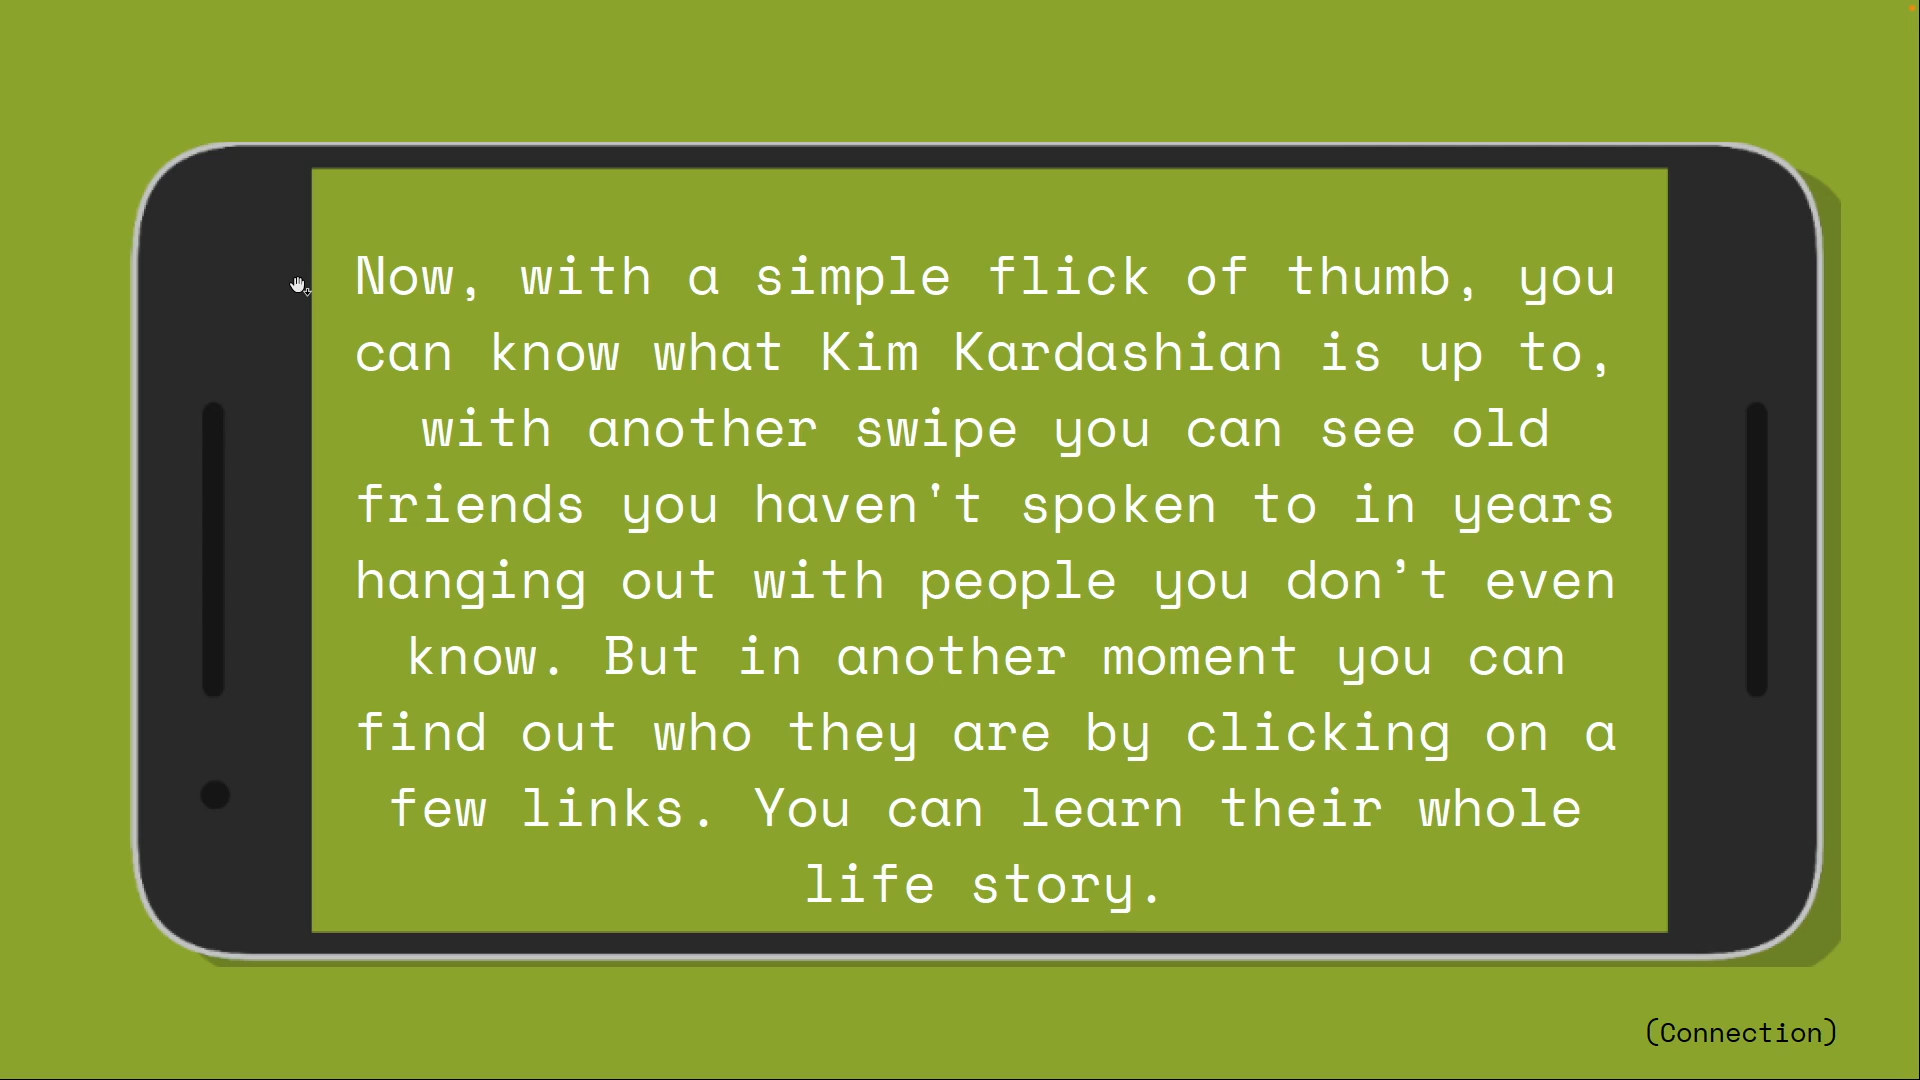 Now, with a simple flick of thumb, you
can know what Kim Kardashian is up to,
with another swipe you can see old
friends you haven't spoken to in years
hanging out with people you don’t even
know. But in another moment you can
find out who they are by clicking on a
few links. You can learn their whole
life story.
(Connection)